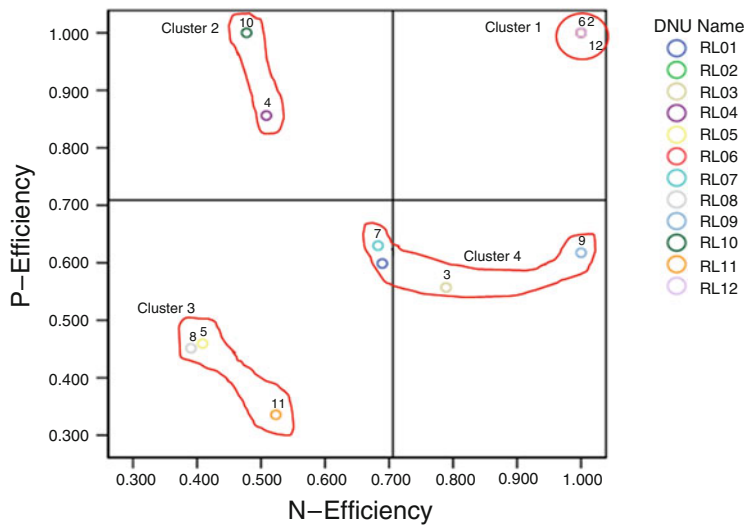 Cluster 2
10
Cluster 1
6 2
12
4
DNU Name
RL01
RL02
RL03
RL04
RL05
RL06
RL07
RL08
RL09
RL10
RL11
RL12
1.000
0.900
0.800
0.700
0.600
0.500
0.400
0.300
P–Efficiency
7
Cluster 4
9
3
Cluster 3
8 5
11
0.300 0.400 0.500 0.600 0.700 0.800 0.900 1.000
N–Efficiency